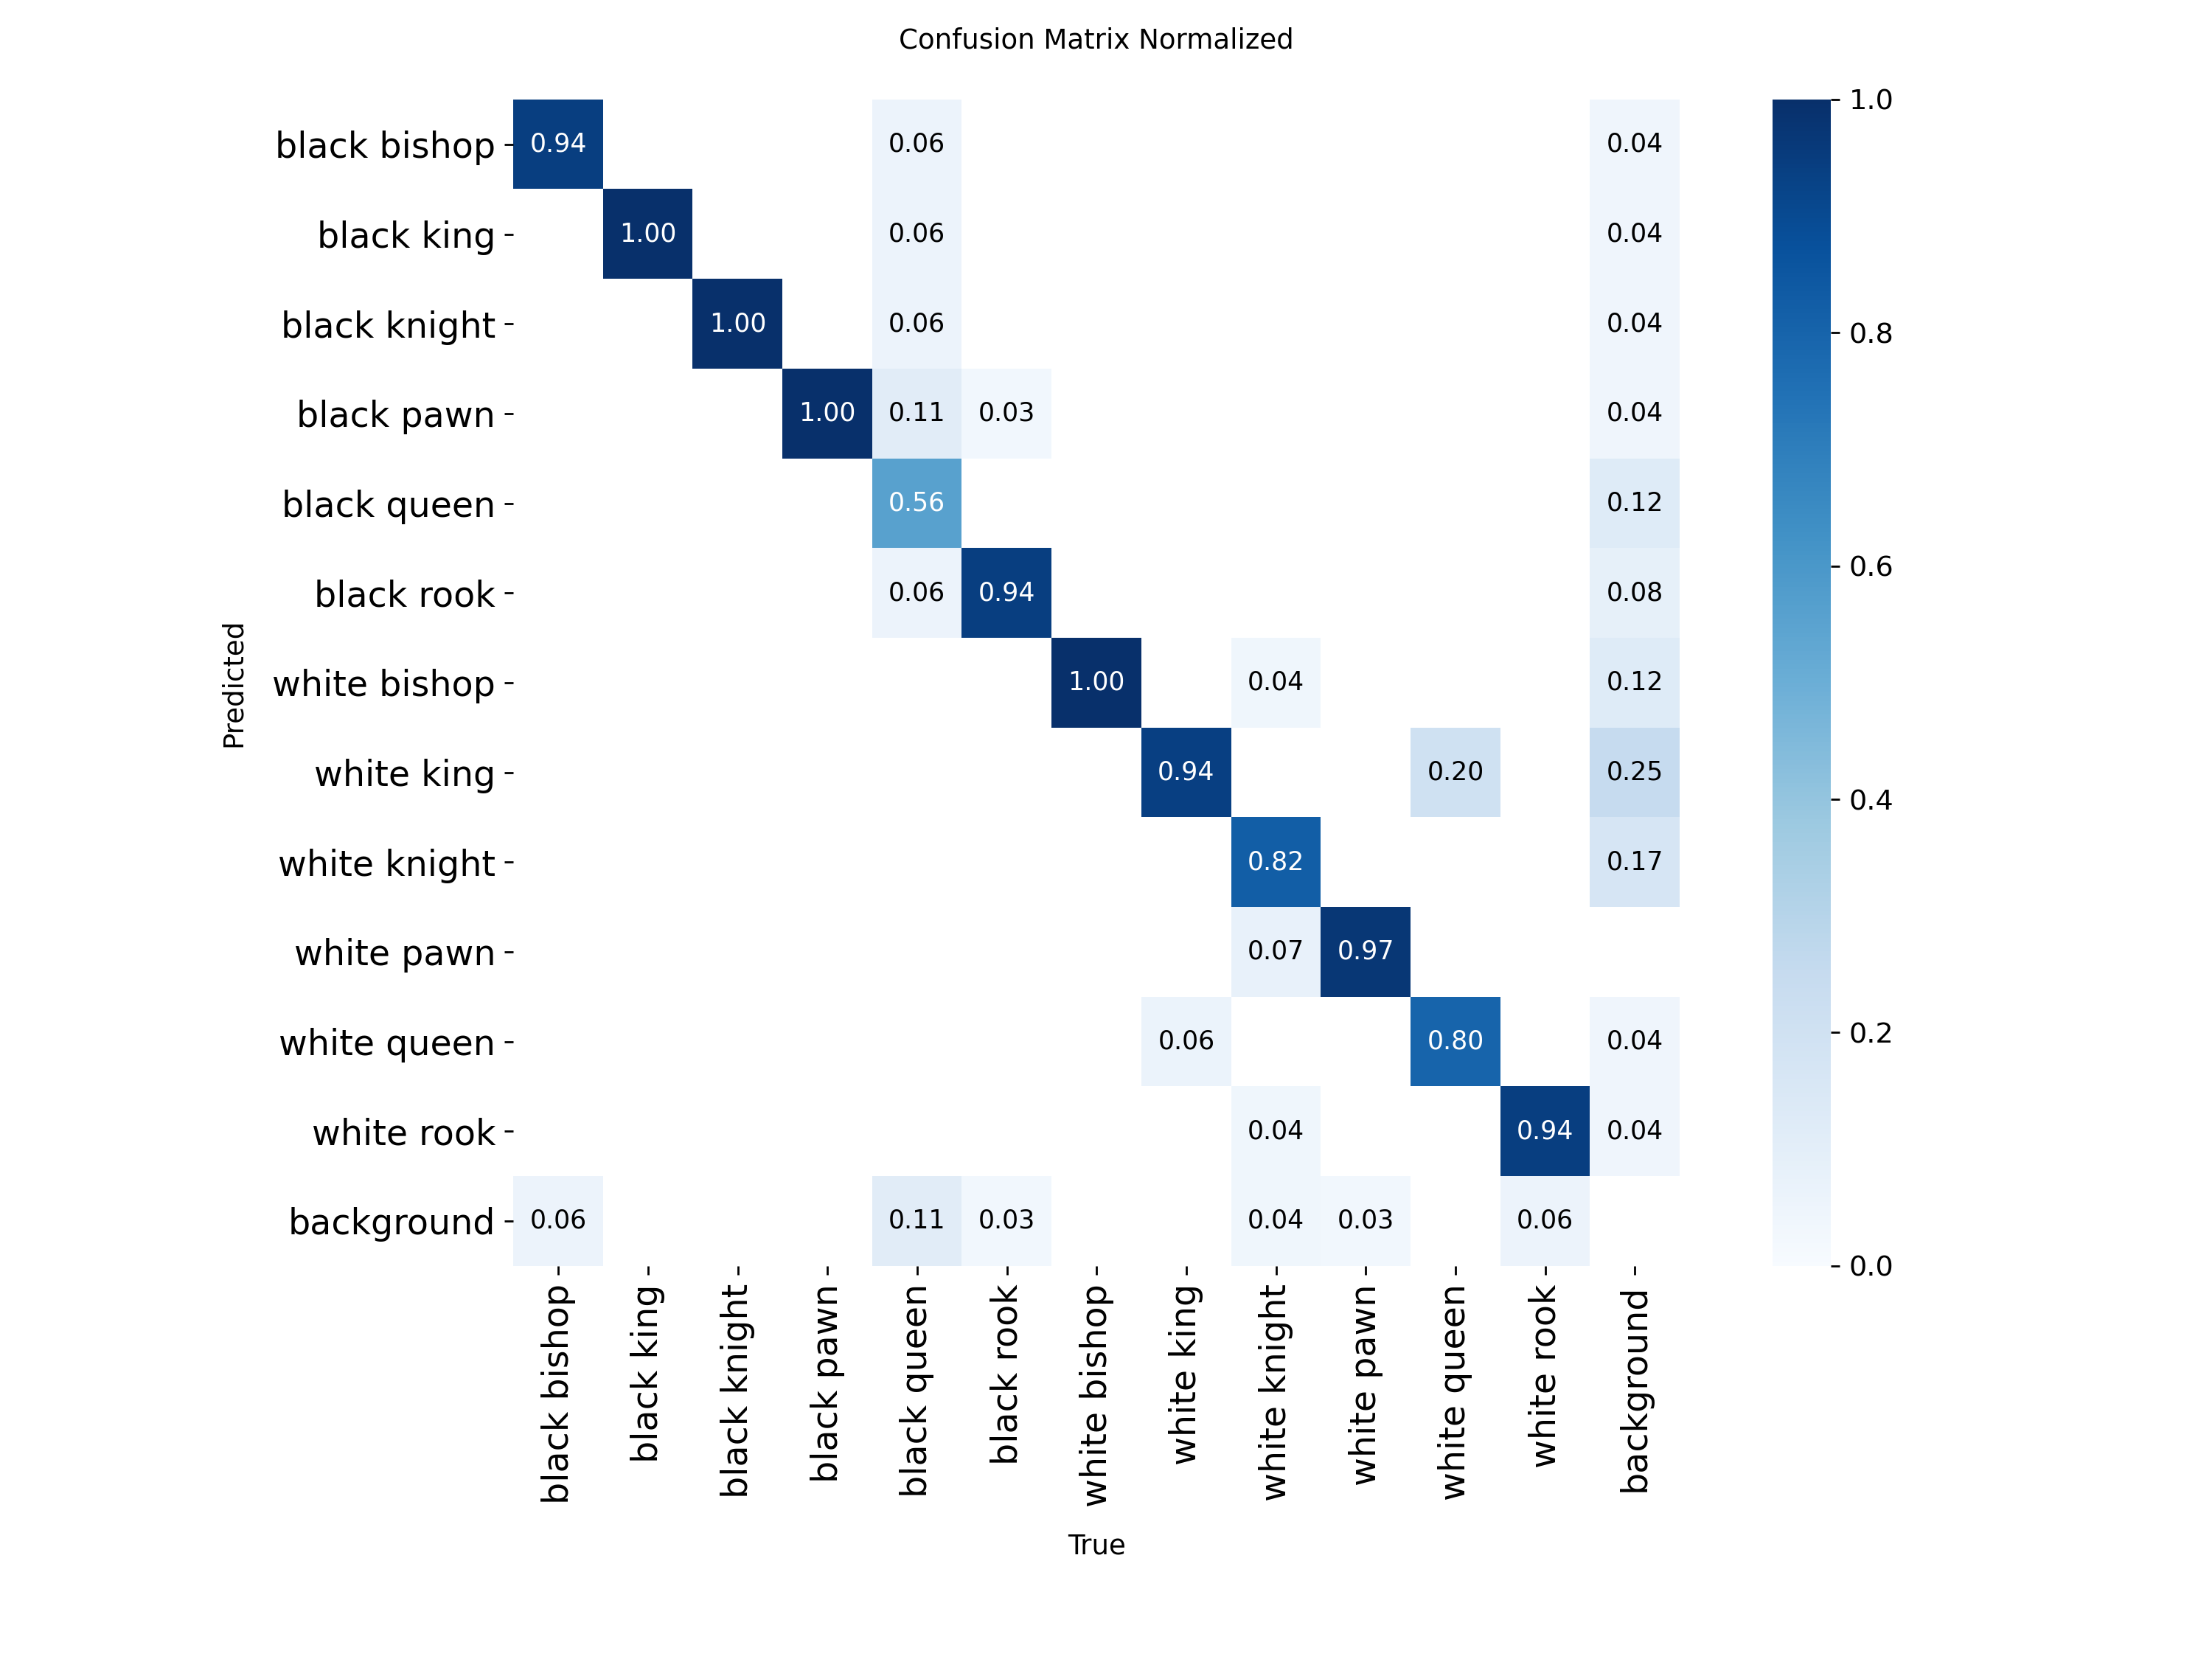 Confusion Matrix Normalized
black bishop 0.94 0.06 0.04 1.0
black king 1.00 0.06 0.04
black knight 1.00 0.06 0.04 0.8
black pawn 1.00 0.11 0.03 0.04
black queen 0.56 0.12
black rook 0.06 0.94 0.08 0.6
Predicted
white bishop 1.00 0.04 0.12
white king 0.94 0.20 0.25 0.4
white knight 0.82 0.17
white pawn 0.07 0.97
white queen 0.06 0.80 0.04 0.2
white rook 0.04 0.94 0.04
background 0.06 0.11 0.03 0.04 0.03 0.06 0.0
black bishop
black king
black knight
black pawn
black queen
black rook
white bishop
white king
white knight
white pawn
white queen
white rook
background
True